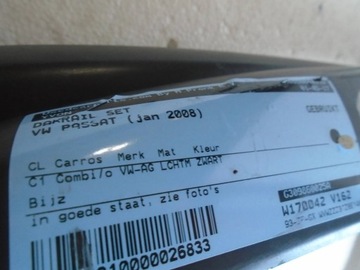 DAKRAIL SET
VW PASSAT (jan 2008)
GEBRUIKT
CL Carros Merk Mat Kleur
C1 Combi/o VW-AG LCHTM ZWART
Bijz
in goede staat, zie foto's
W170042 V162
10000026833